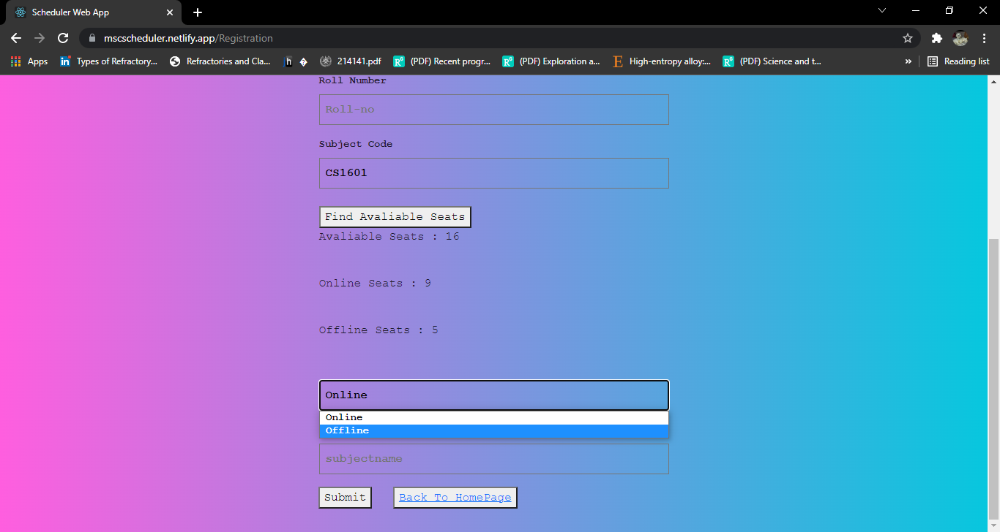 Scheduler Web App
mscscheduler.netlify.app/Registration
Apps
Types of Refractory...
Refractories and Cla...
214141.pdf
(PDF) Recent progr...
(PDF) Exploration a...
High-entropy alloy:...
(PDF) Science and t...
Reading list
Roll Number
Roll-no
Subject Code
CS1601
Find Avaliable Seats
Avaliable Seats : 16
Online Seats : 9
Offline Seats : 5
Online
Online
Offline
subjectname
Submit
Back To HomePage